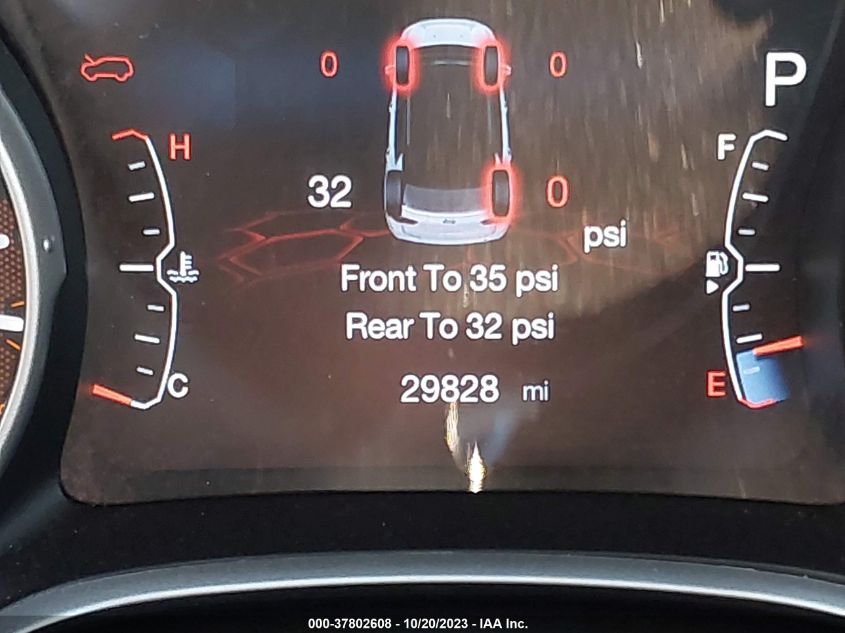 0 0 P
H F
32 0
psi
Front To 35 psi
Rear To 32 psi
C E
29828 mi
000-37802608 - 10/20/2023 - IAA Inc.